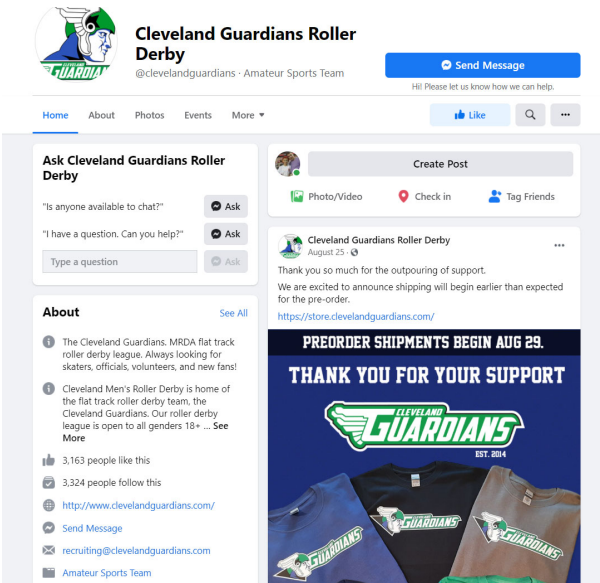 CLEVELAND
GUARDIAN
Cleveland Guardians Roller
Derby
@clevelandguardians · Amateur Sports Team
Send Message
Hi! Please let us know how we can help.
Home About Photos Events More
Like
Ask Cleveland Guardians Roller
Derby
"Is anyone available to chat?" Ask
"I have a question. Can you help?" Ask
Type a question Ask
About See All
The Cleveland Guardians. MRDA flat track
roller derby league. Always looking for
skaters, officials, volunteers, and new fans!
Cleveland Men's Roller Derby is home of
the flat track roller derby team, the
Cleveland Guardians. Our roller derby
league is open to all genders 18+ ... See
More
3,163 people like this
3,324 people follow this
http://www.clevelandguardians.com/
Send Message
recruiting@clevelandguardians.com
Amateur Sports Team
Create Post
Photo/Video Check in Tag Friends
Cleveland Guardians Roller Derby
August 25 ·
Thank you so much for the outpouring of support.
We are excited to announce shipping will begin earlier than expected
for the pre-order.
https://store.clevelandguardians.com/
PREORDER SHIPMENTS BEGIN AUG 29.
THANK YOU FOR YOUR SUPPORT
CLEVELAND
GUARDIANS
EST. 2014
GUARDIANS
GUARDIANS
GUARDIANS